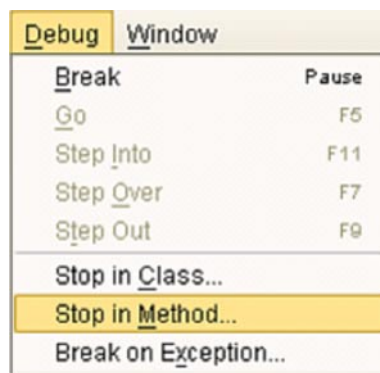 Debug Window
Break Pause
Go F5
Step Into F11
Step Over F7
Step Out F9
Stop in Class...
Stop in Method...
Break on Exception...